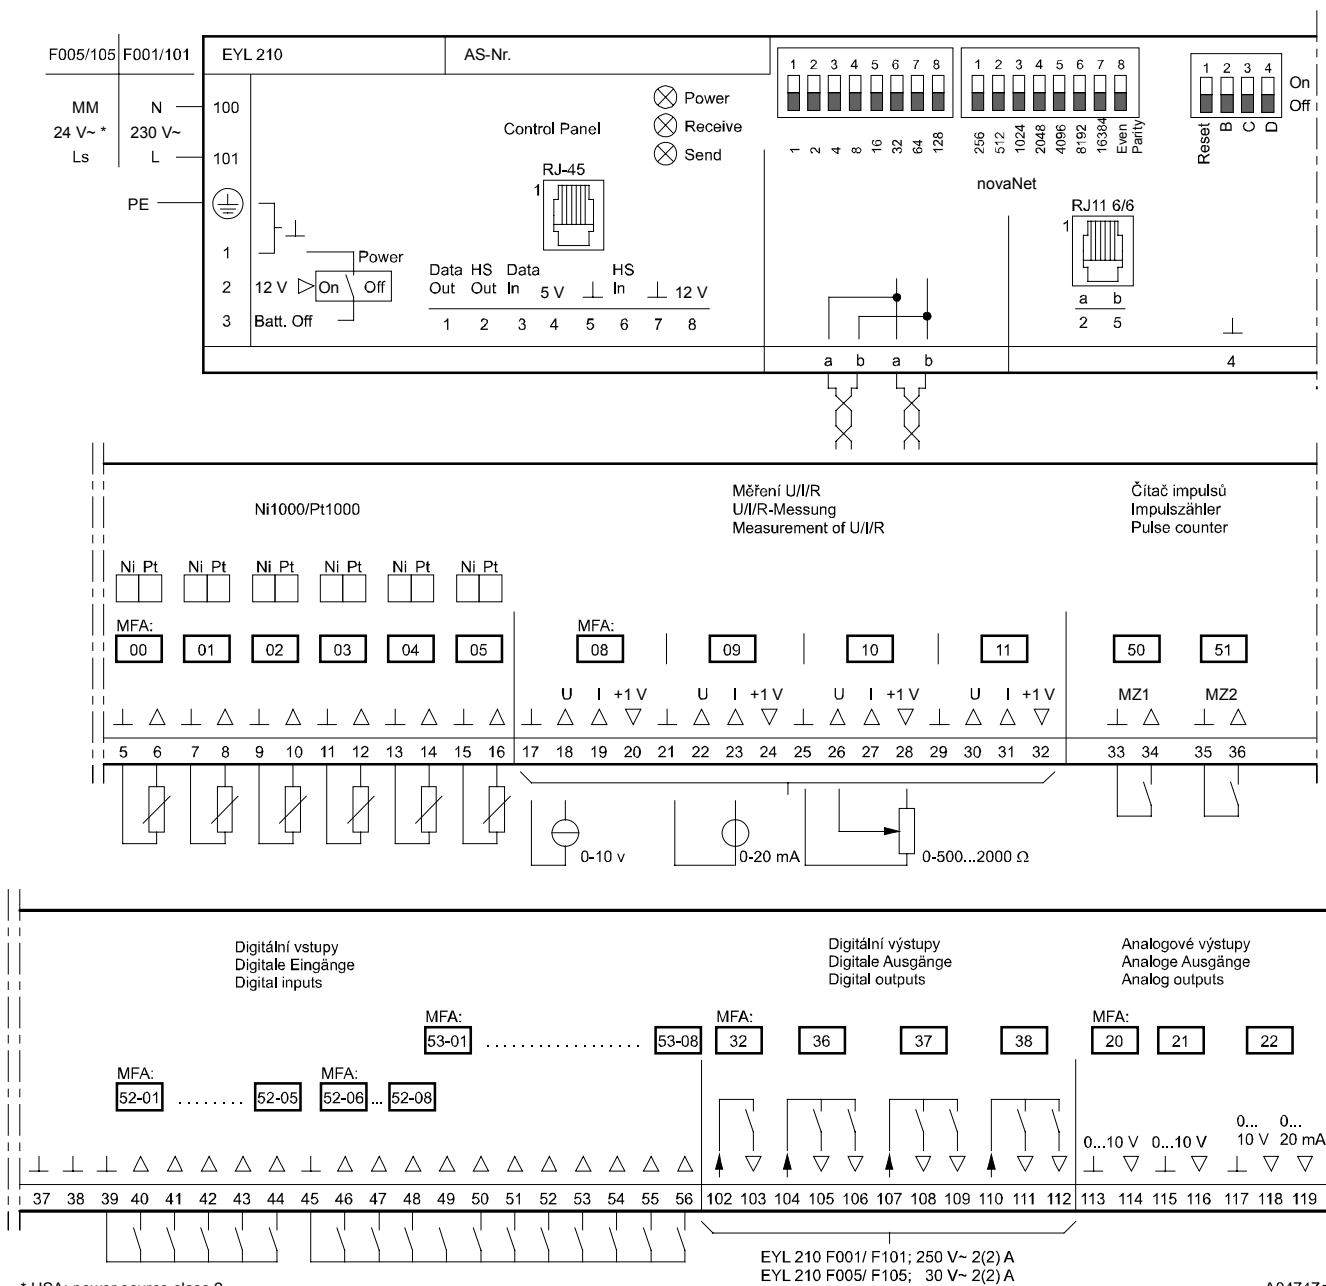 F005/105 F001/101 EYL 210 AS-Nr.
1 2 3 4 5 6 7 8
1 2 3 4 5 6 7 8
1 2 3 4
On
Off
MM N 100
24 V~ * 230 V~
Ls L 101
PE
Power
Receive
Send
Control Panel
RJ-45
1
1 2 4 8 16 32 64 128
256 512 1024 2048 4096 8192 16384 Even Parity
Reset B C D
novaNet
RJ11 6/6
1
a b
2 5
1
2 12 V On Off
Power
3 Batt. Off
Data Out HS Out Data In 5 V HS In 12 V
1 2 3 4 5 6 7 8
a b a b
4
Ni1000/Pt1000
Měření U/I/R
U/I/R-Messung
Measurement of U/I/R
Čítač impulsů
Impulszähler
Pulse counter
Ni Pt Ni Pt Ni Pt Ni Pt Ni Pt Ni Pt
MFA: MFA:
00 01 02 03 04 05 08 09 10 11 50 51
U I +1 V U I +1 V U I +1 V U I +1 V MZ1 MZ2
5 6 7 8 9 10 11 12 13 14 15 16 17 18 19 20 21 22 23 24 25 26 27 28 29 30 31 32 33 34 35 36
0-10 v 0-20 mA 0-500...2000 Ω
Digitální vstupy
Digitale Eingänge
Digital inputs
Digitální výstupy
Digitale Ausgänge
Digital outputs
Analogové výstupy
Analoge Ausgänge
Analog outputs
MFA: MFA: MFA:
53-01 .................. 53-08 32 36 37 38 20 21 22
MFA: MFA:
52-01 ........ 52-05 52-06 ... 52-08
0...10 V 0...10 V 0... 10 V 0... 20 mA
37 38 39 40 41 42 43 44 45 46 47 48 49 50 51 52 53 54 55 56 102 103 104 105 106 107 108 109 110 111 112 113 114 115 116 117 118 119
EYL 210 F001/ F101; 250 V~ 2(2) A
EYL 210 F005/ F105; 30 V~ 2(2) A